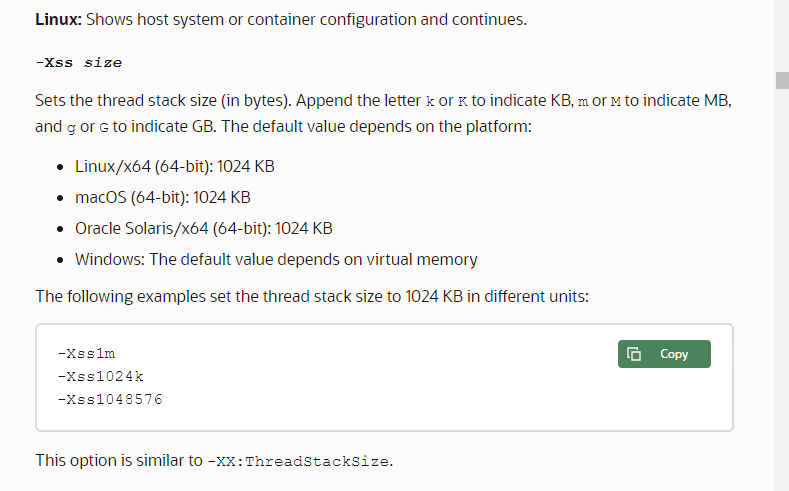 Linux: Shows host system or container configuration and continues.
-Xss size
Sets the thread stack size (in bytes). Append the letter k or K to indicate KB, m or M to indicate MB,
and g or G to indicate GB. The default value depends on the platform:
• Linux/x64 (64-bit): 1024 KB
• macOS (64-bit): 1024 KB
• Oracle Solaris/x64 (64-bit): 1024 KB
• Windows: The default value depends on virtual memory
The following examples set the thread stack size to 1024 KB in different units:
-Xss1m
Copy
-Xss1024k
-Xss1048576
This option is similar to -XX:ThreadStackSize.